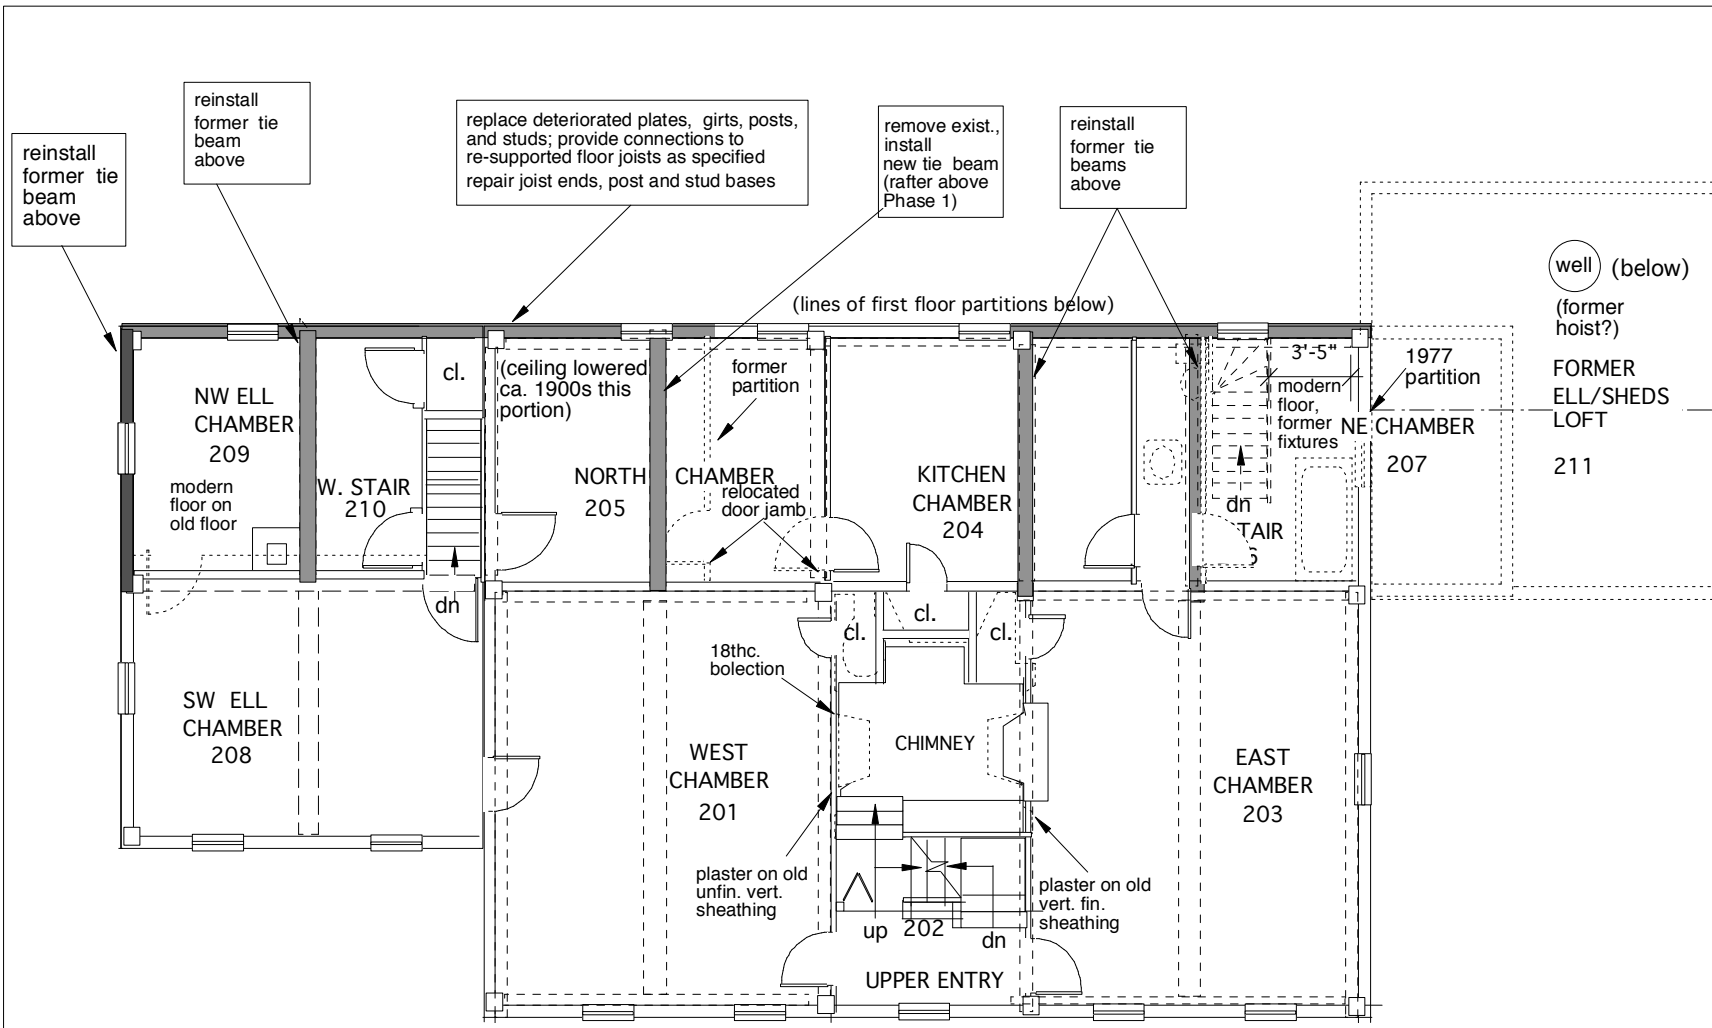 reinstall
former tie
beam
above
reinstall
former tie
beam
above
replace deteriorated plates, girts, posts,
and studs; provide connections to
re-supported floor joists as specified
repair joist ends, post and stud bases
remove exist.,
install
new tie beam
(rafter above
Phase 1)
reinstall
former tie
beams
above
well (below)
(former
hoist?)
FORMER
ELL/SHEDS
LOFT
211
(lines of first floor partitions below)
NW ELL
CHAMBER
209
modern
floor on
old floor
W. STAIR
210
cl.
dn
(ceiling lowered
ca. 1900s this
portion)
NORTH CHAMBER
205
former
partition
relocated
door jamb
KITCHEN
CHAMBER
204
3'-5"
modern
floor,
former
fixtures
dn
TAIR
1977
partition
NE CHAMBER
207
SW ELL
CHAMBER
208
18thc.
bolection
cl.
cl.
cl.
WEST
CHAMBER
201
CHIMNEY
EAST
CHAMBER
203
plaster on old
unfin. vert.
sheathing
plaster on old
vert. fin.
sheathing
up
202
dn
UPPER ENTRY